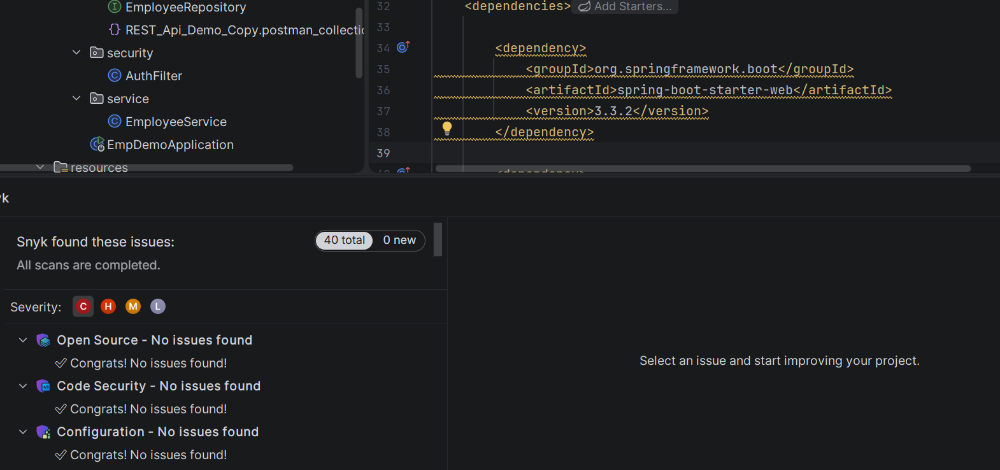 EmployeeRepository
REST_Api_Demo_Copy.postman_collectic
security
AuthFilter
service
EmployeeService
EmpDemoApplication
resources
32 <dependencies> Add Starters...
33
34 <dependency>
35 <groupId>org.springframework.boot</groupId>
36 <artifactId>spring-boot-starter-web</artifactId>
37 <version>3.3.2</version>
38 </dependency>
39
<dependency>
yk
Snyk found these issues:
40 total 0 new
All scans are completed.
Severity: C H M L
Open Source - No issues found
Congrats! No issues found!
Code Security - No issues found
Congrats! No issues found!
Configuration - No issues found
Congrats! No issues found!
Select an issue and start improving your project.